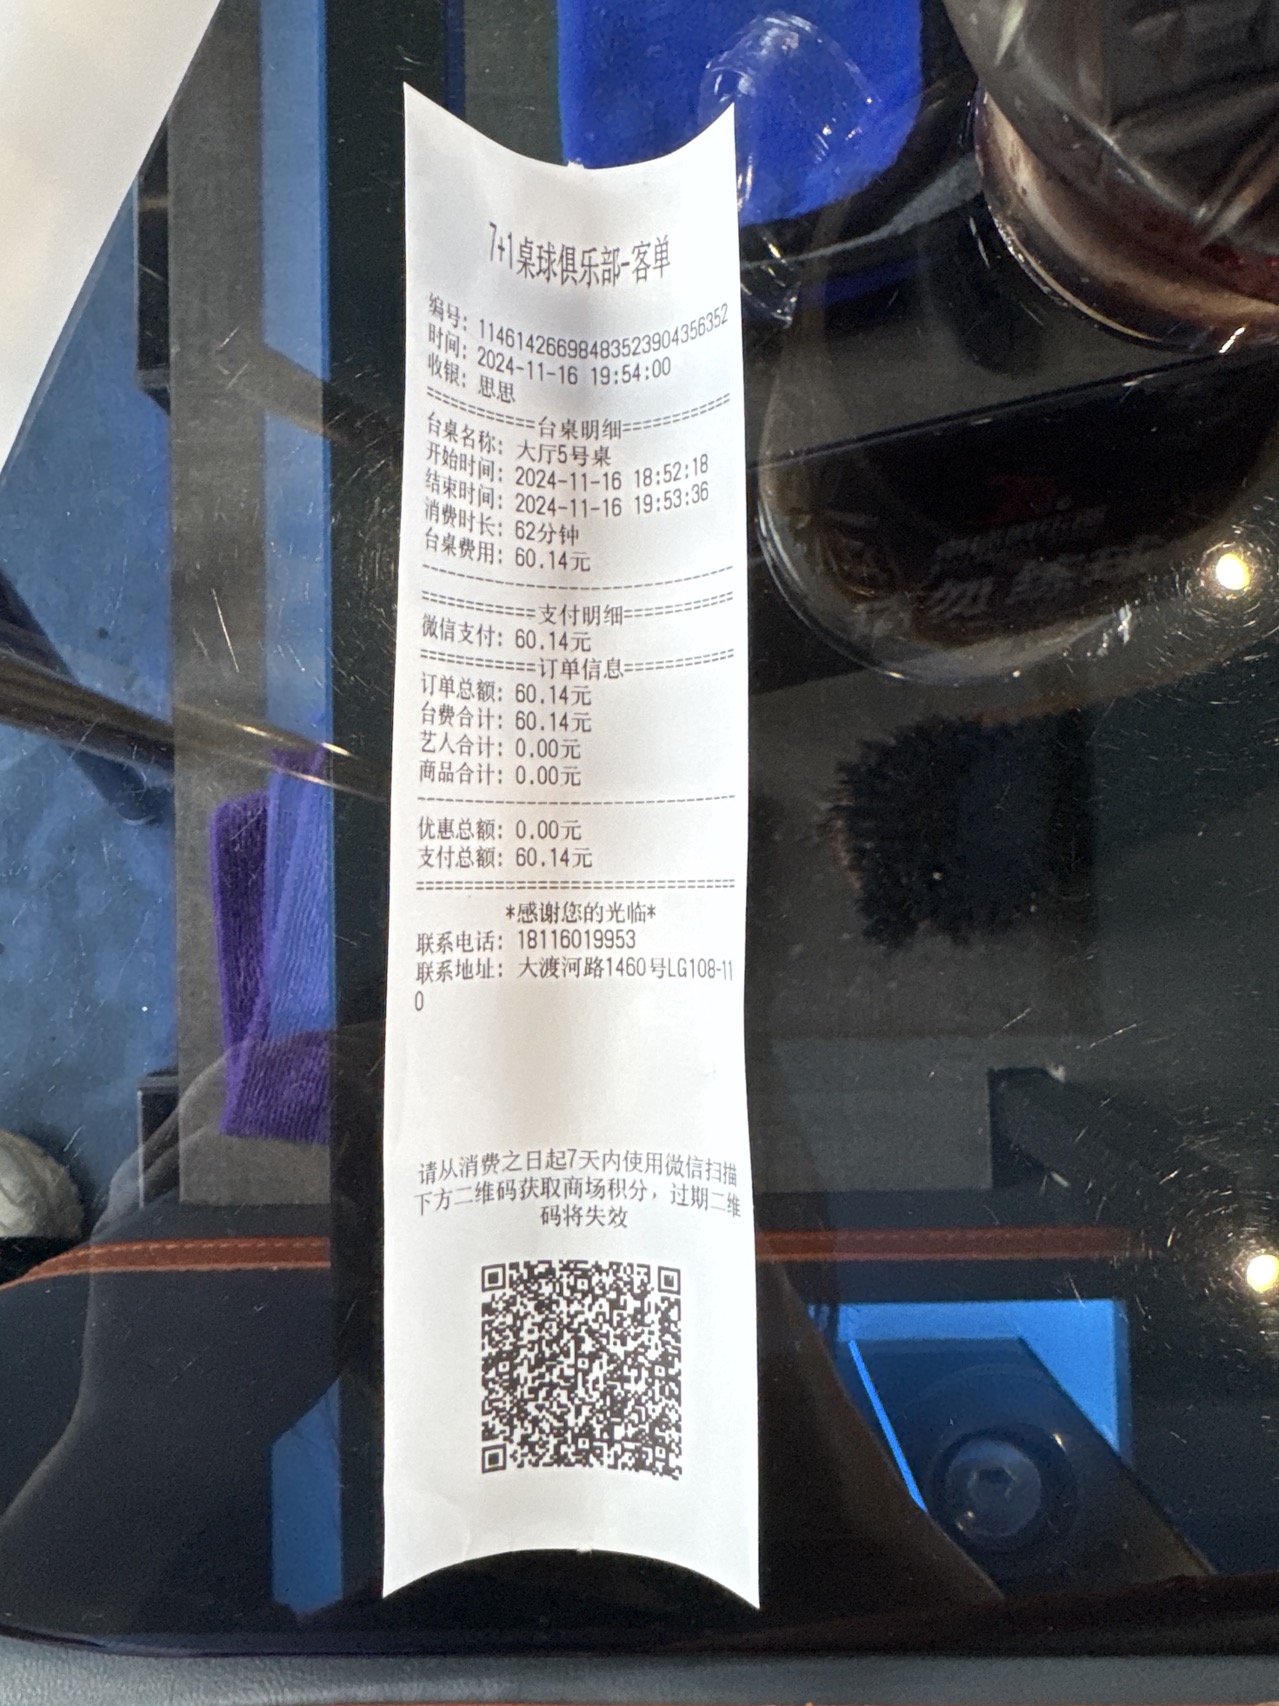 7+1桌球俱乐部-客单
编号: 11461426698483523904356352
时间: 2024-11-16 19:54:00
收银: 思思
==========台桌明细==========
台桌名称: 大厅5号桌
开始时间: 2024-11-16 18:52:18
结束时间: 2024-11-16 19:53:36
消费时长: 62分钟
台桌费用: 60.14元
==========支付明细==========
微信支付: 60.14元
==========订单信息==========
订单总额: 60.14元
台费合计: 60.14元
艺人合计: 0.00元
商品合计: 0.00元
优惠总额: 0.00元
支付总额: 60.14元
*感谢您的光临*
联系电话: 18116019953
联系地址: 大渡河路1460号LG108-11
0
请从消费之日起7天内使用微信扫描
下方二维码获取商场积分，过期二维
码将失效